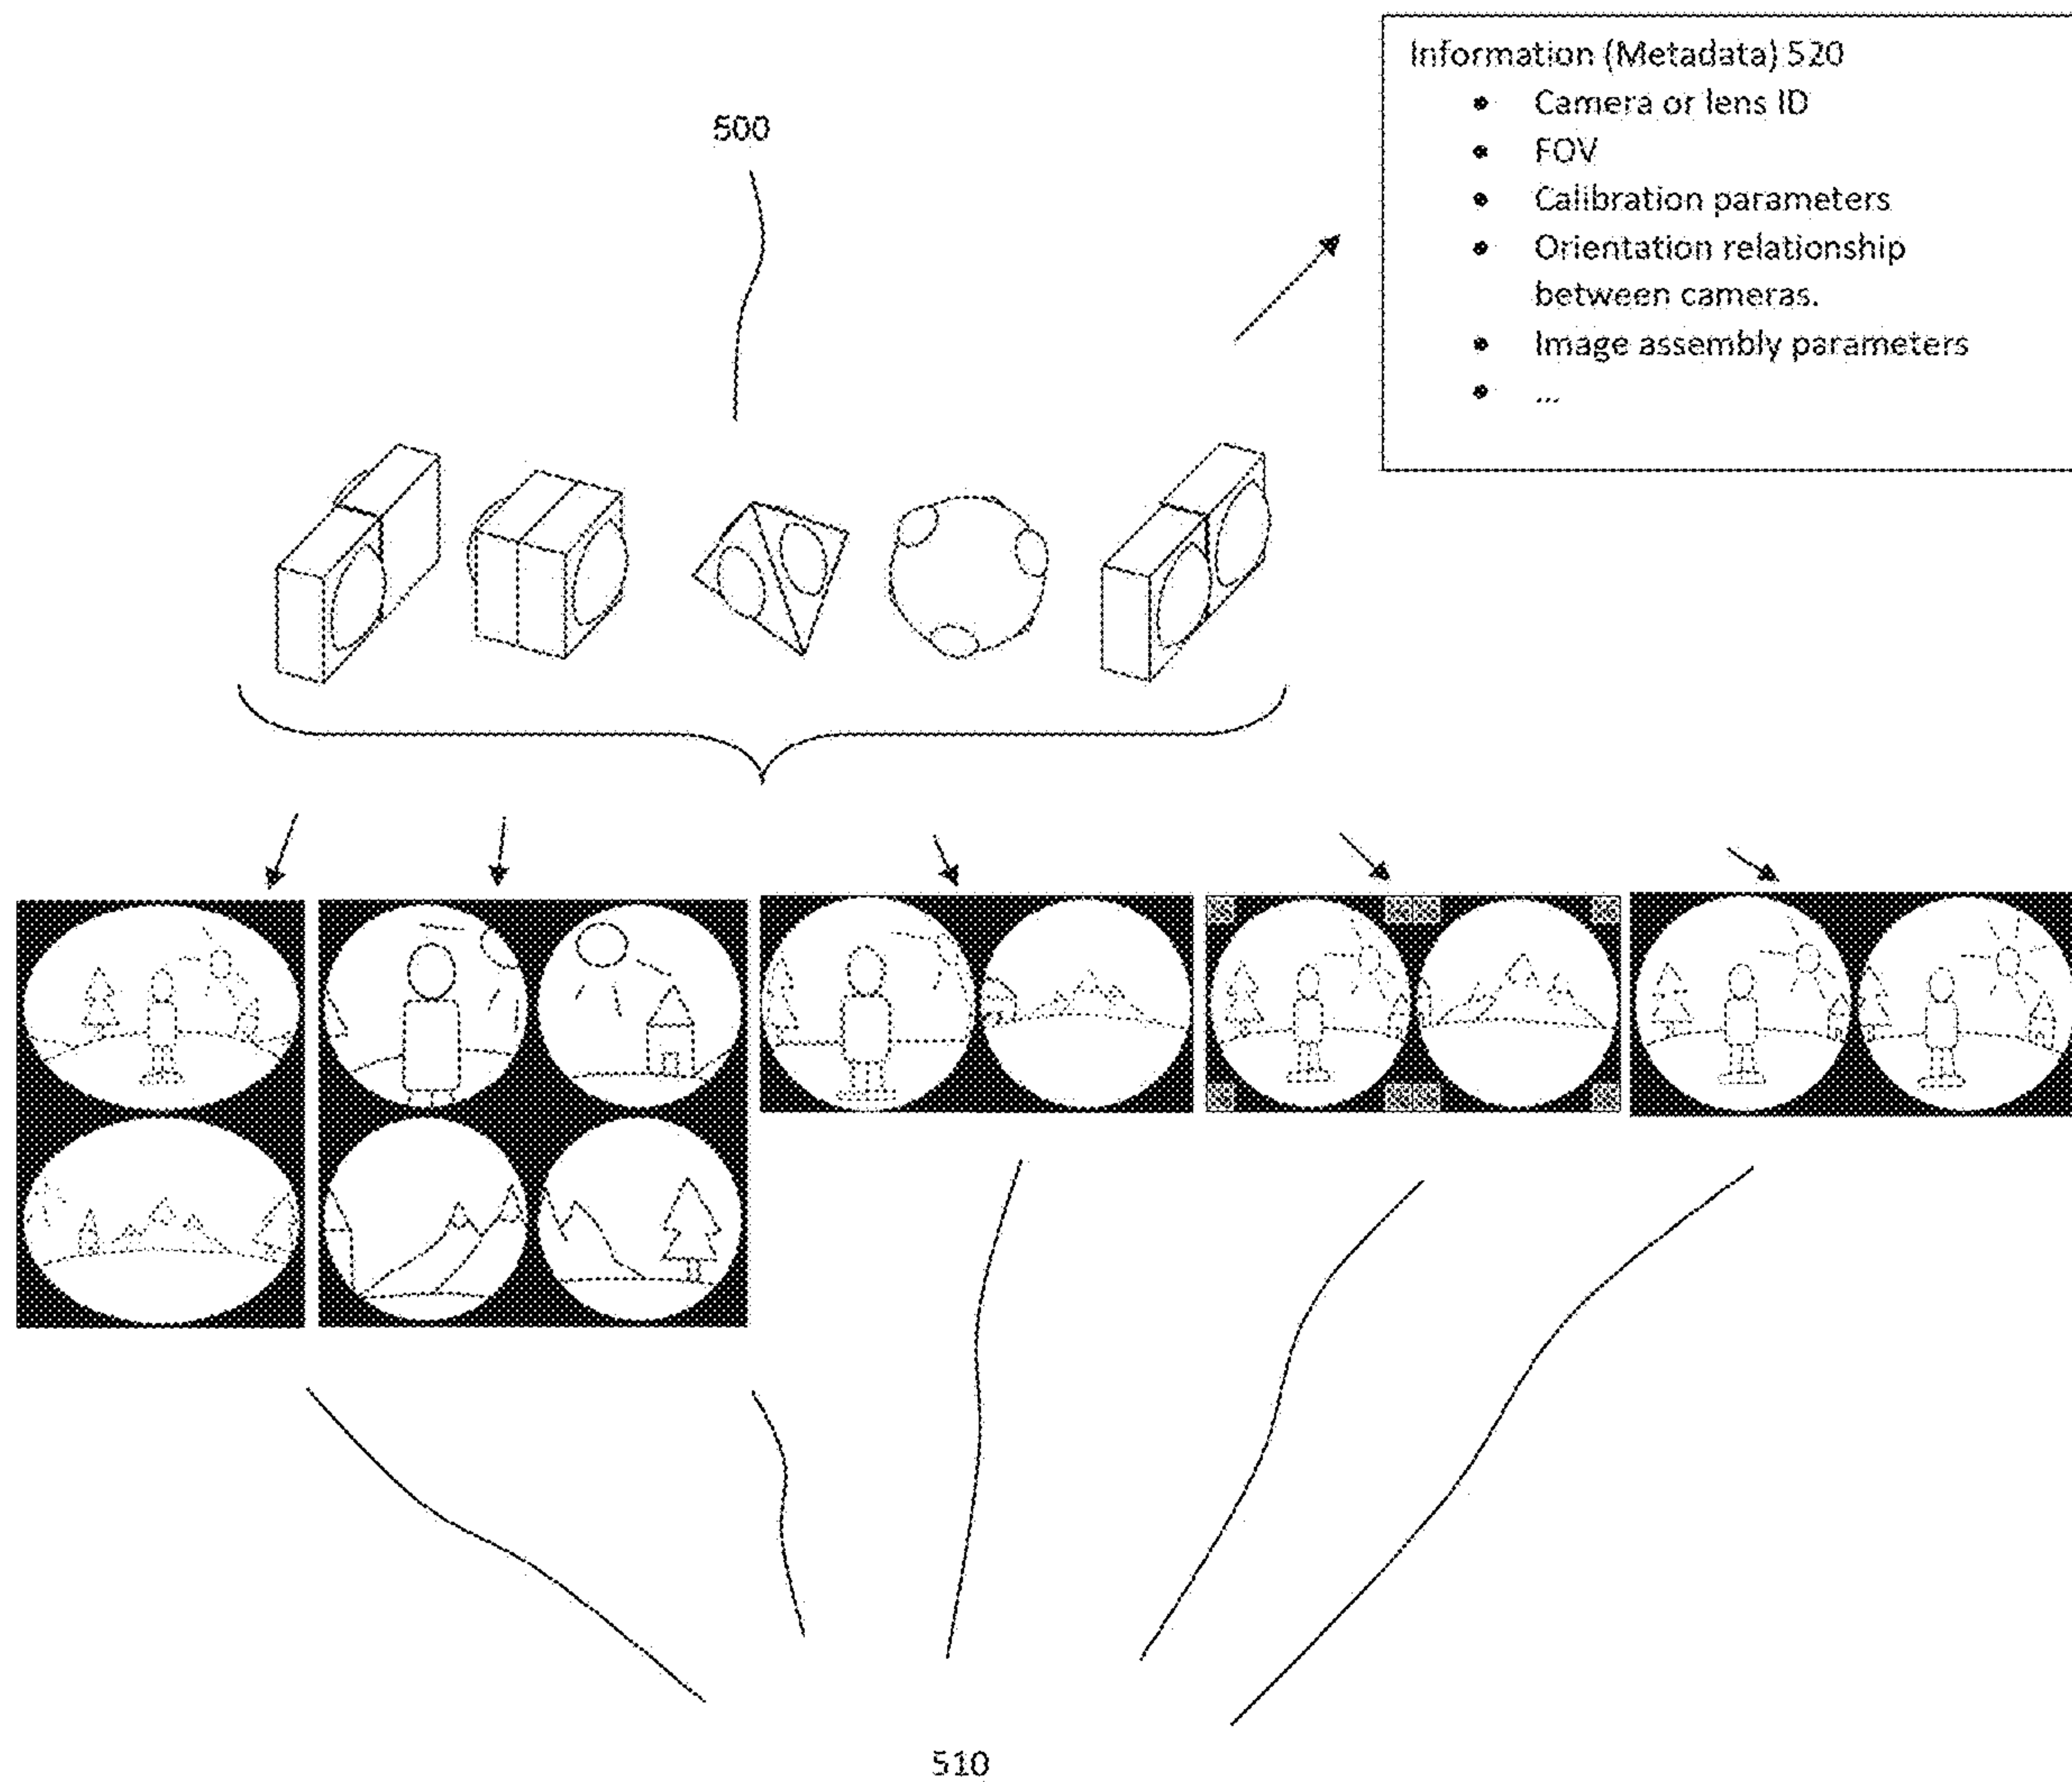 Information (Metadata) 520
• Camera or lens ID
• FOV
• Calibration parameters
• Orientation relationship
between cameras.
• Image assembly parameters
• ...
500
510